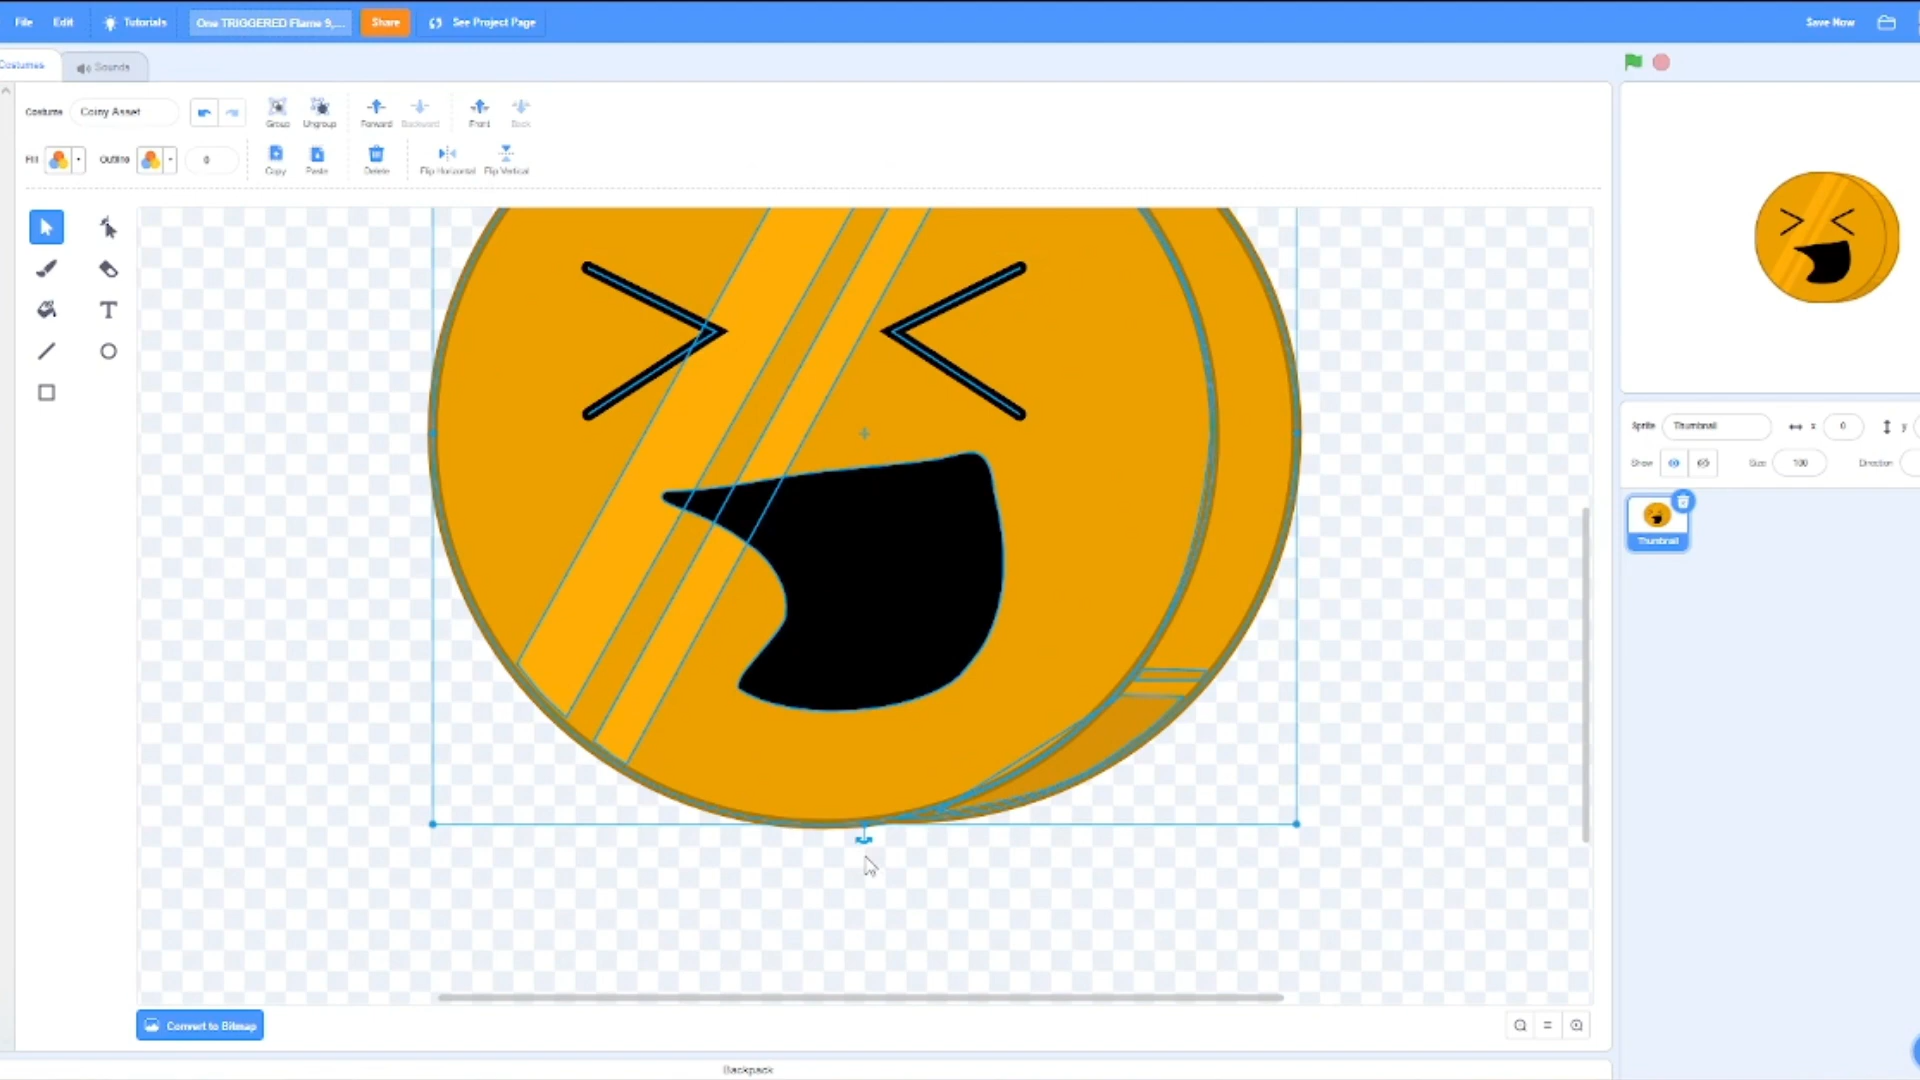 File Edit Tutorials One TRIGGERED Flame 9,... Share See Project Page Save Now
Costumes Sounds
Costume Coiny Asset Group Ungroup Forward Backward Front Back
Fill Outline 0 Copy Paste Delete Flip Horizontal Flip Vertical
T
Sprite Thumbnail x 0 y
Show Size 100 Direction
Thumbnail
Convert to Bitmap
Backpack